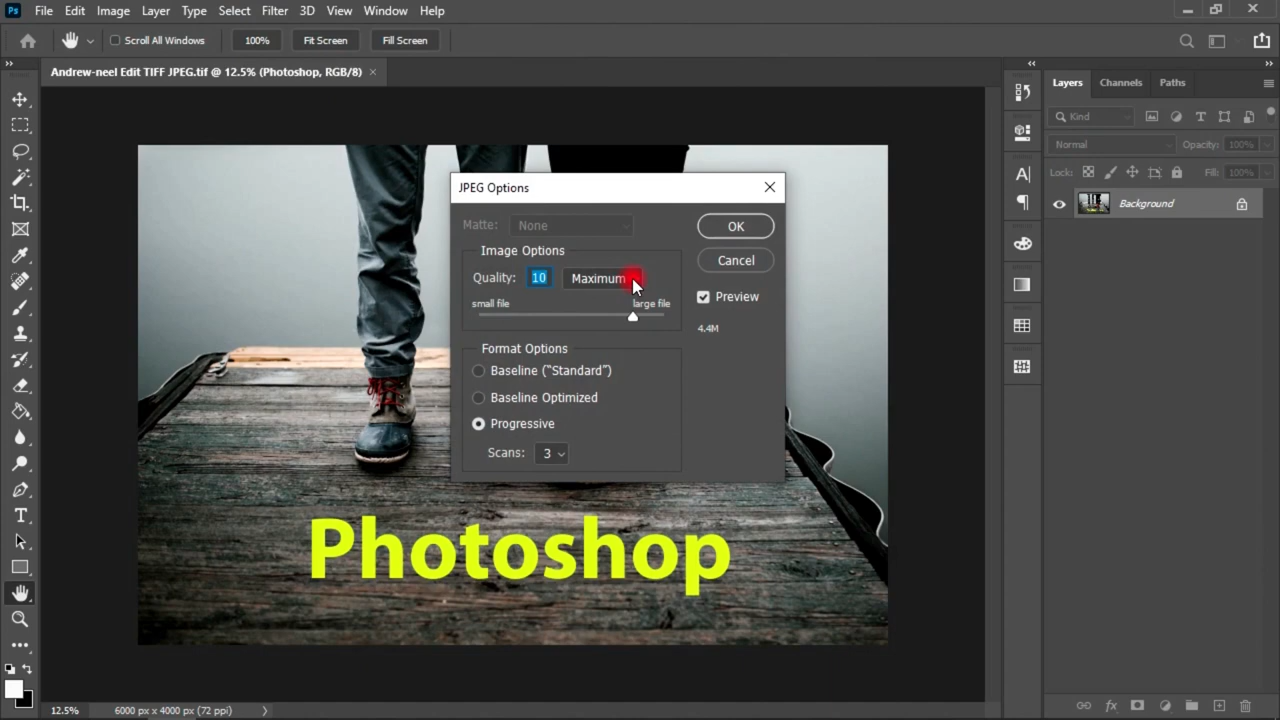 Ps File Edit Image Layer Type Select Filter 3D View Window Help
Scroll All Windows 100% Fit Screen Fill Screen
Andrew-neel Edit TIFF JPEG.tif @ 12.5% (Photoshop, RGB/8) ×
Layers Channels Paths
Kind
Normal Opacity: 100%
Lock: Fill: 100%
Background
JPEG Options
Matte: None
OK
Image Options
Cancel
Quality: 10 Maximum
Preview
small file large file
4.4M
Format Options
Baseline (“Standard”)
Baseline Optimized
Progressive
Scans: 3
Photoshop
12.5% 6000 px x 4000 px (72 ppi)
fx